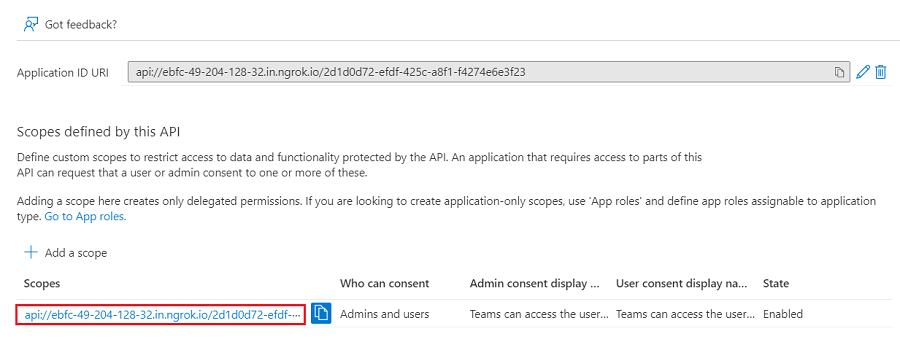 Got feedback?
Application ID URI
api://ebfc-49-204-128-32.in.ngrok.io/2d1d0d72-efdf-425c-a8f1-f4274e6e3f23
Scopes defined by this API
Define custom scopes to restrict access to data and functionality protected by the API. An application that requires access to parts of this
API can request that a user or admin consent to one or more of these.
Adding a scope here creates only delegated permissions. If you are looking to create application-only scopes, use 'App roles' and define app roles assignable to application
type. Go to App roles.
Add a scope
Scopes Who can consent Admin consent display ... User consent display na... State
api://ebfc-49-204-128-32.in.ngrok.io/2d1d0d72-efdf-... Admins and users Teams can access the user... Teams can access the user... Enabled